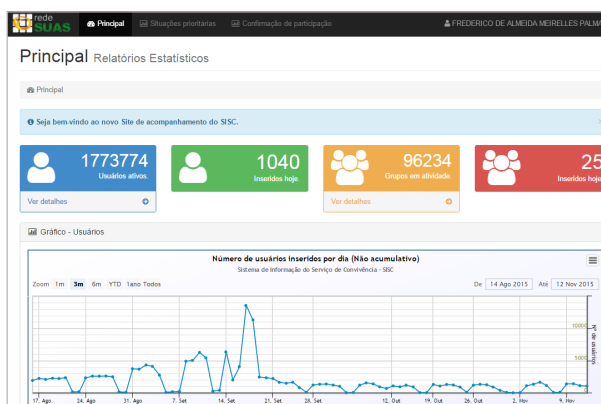 rede
SUAS
Principal
Situações prioritárias
Confirmação de participação
FREDERICO DE ALMEIDA MEIRELLES PALMA
Principal Relatórios Estatísticos
Principal
Seja bem-vindo ao novo Site de acompanhamento do SISC.
1773774
Usuários ativos.
Ver detalhes
1040
Inseridos hoje.
96234
Grupos em atividade.
Ver detalhes
25
Inseridos hoje
Gráfico - Usuários
Número de usuários inseridos por dia (Não acumulativo)
Sistema de Informação do Serviço de Convivência - SISC
Zoom 1m 3m 6m YTD 1ano Todos
De 14 Ago 2015 Até 12 Nov 2015
10000
5000
0
Nº de usuários
17. Ago 24. Ago 31. Ago 7. Set 14. Set 21. Set 28. Set 12. Out 19. Out 26. Out 2. Nov 9. Nov